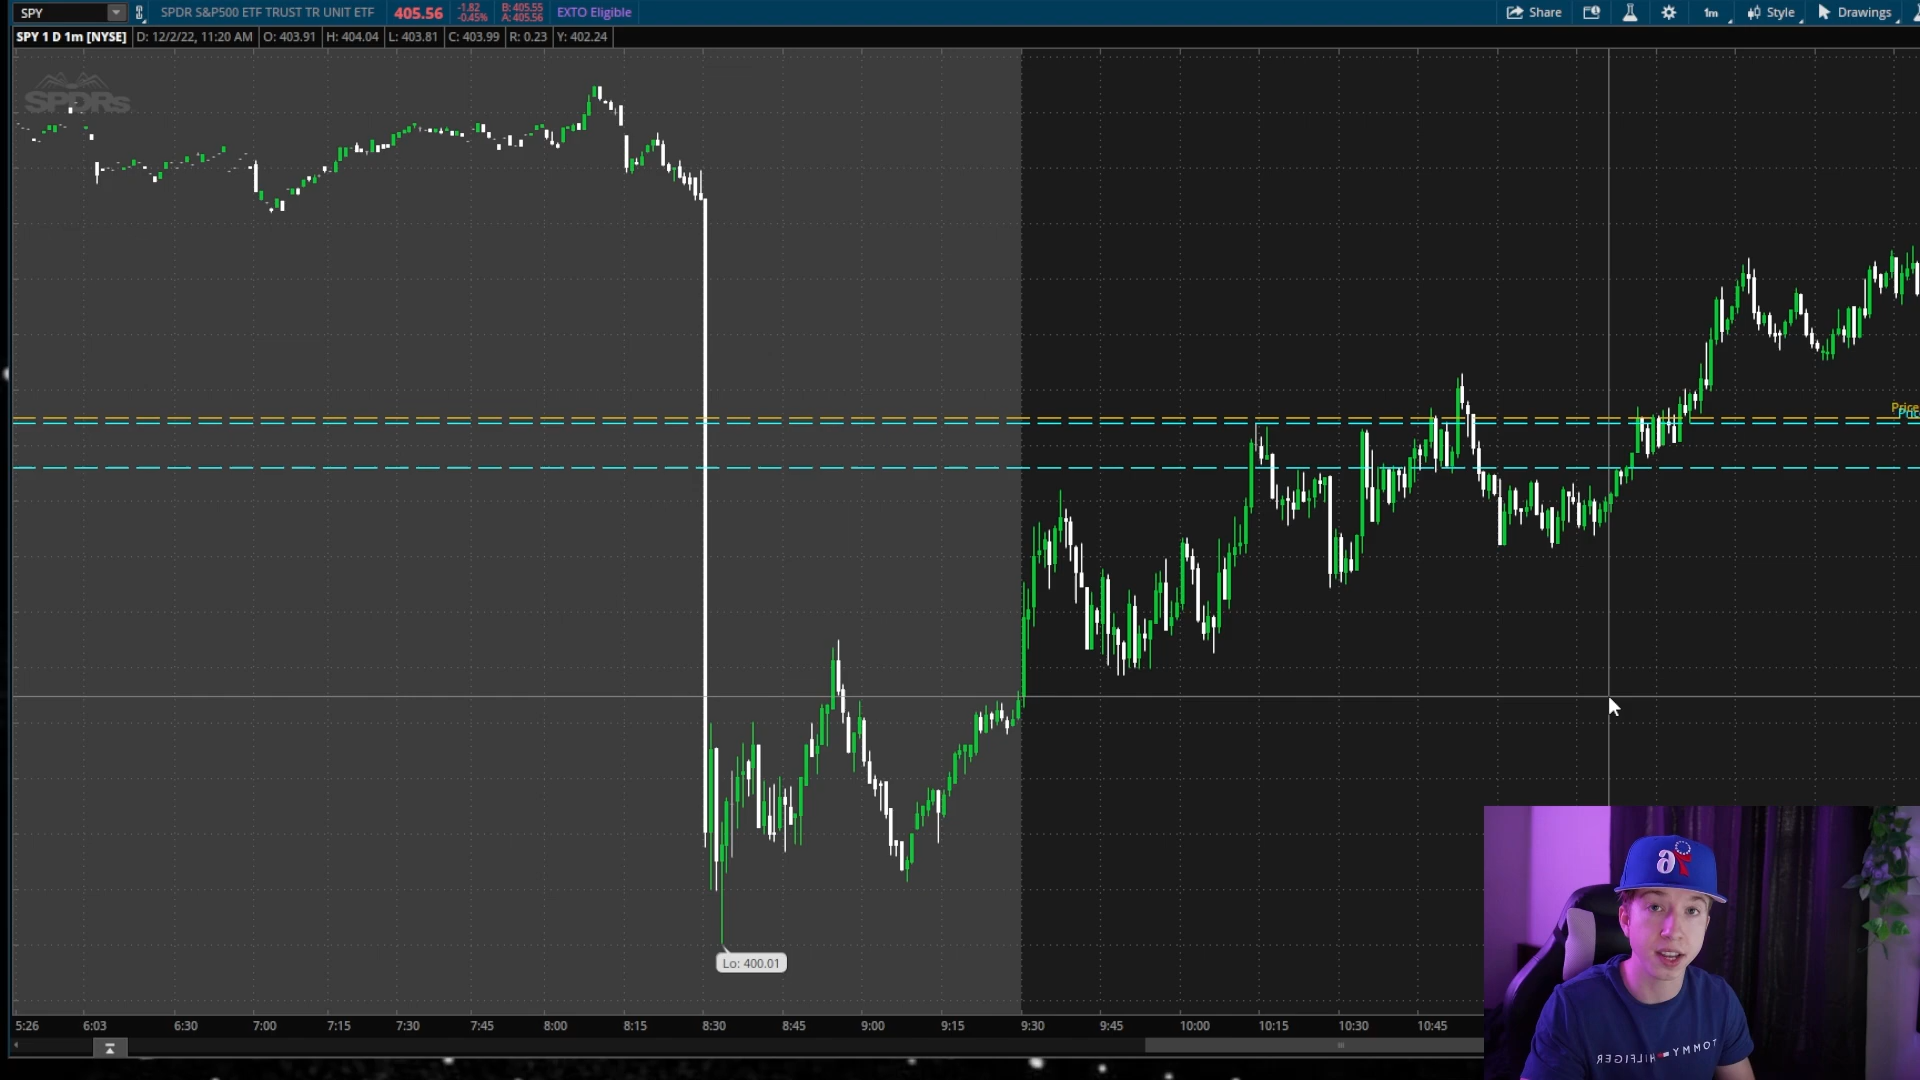 SPY SPDR S&P500 ETF TRUST TR UNIT ETF 405.56 -1.82 -0.45% B: 405.55 A: 405.56 EXTO Eligible Share 1m Style Drawings
SPY 1 D 1m [NYSE] D: 12/2/22, 11:20 AM O: 403.91 H: 404.04 L: 403.81 C: 403.99 R: 0.23 Y: 402.24
SPDRs
Price
Lo: 400.01
5:26 6:03 6:30 7:00 7:15 7:30 7:45 8:00 8:15 8:30 8:45 9:00 9:15 9:30 9:45 10:00 10:15 10:30 10:45
TOMMY HILFIGER